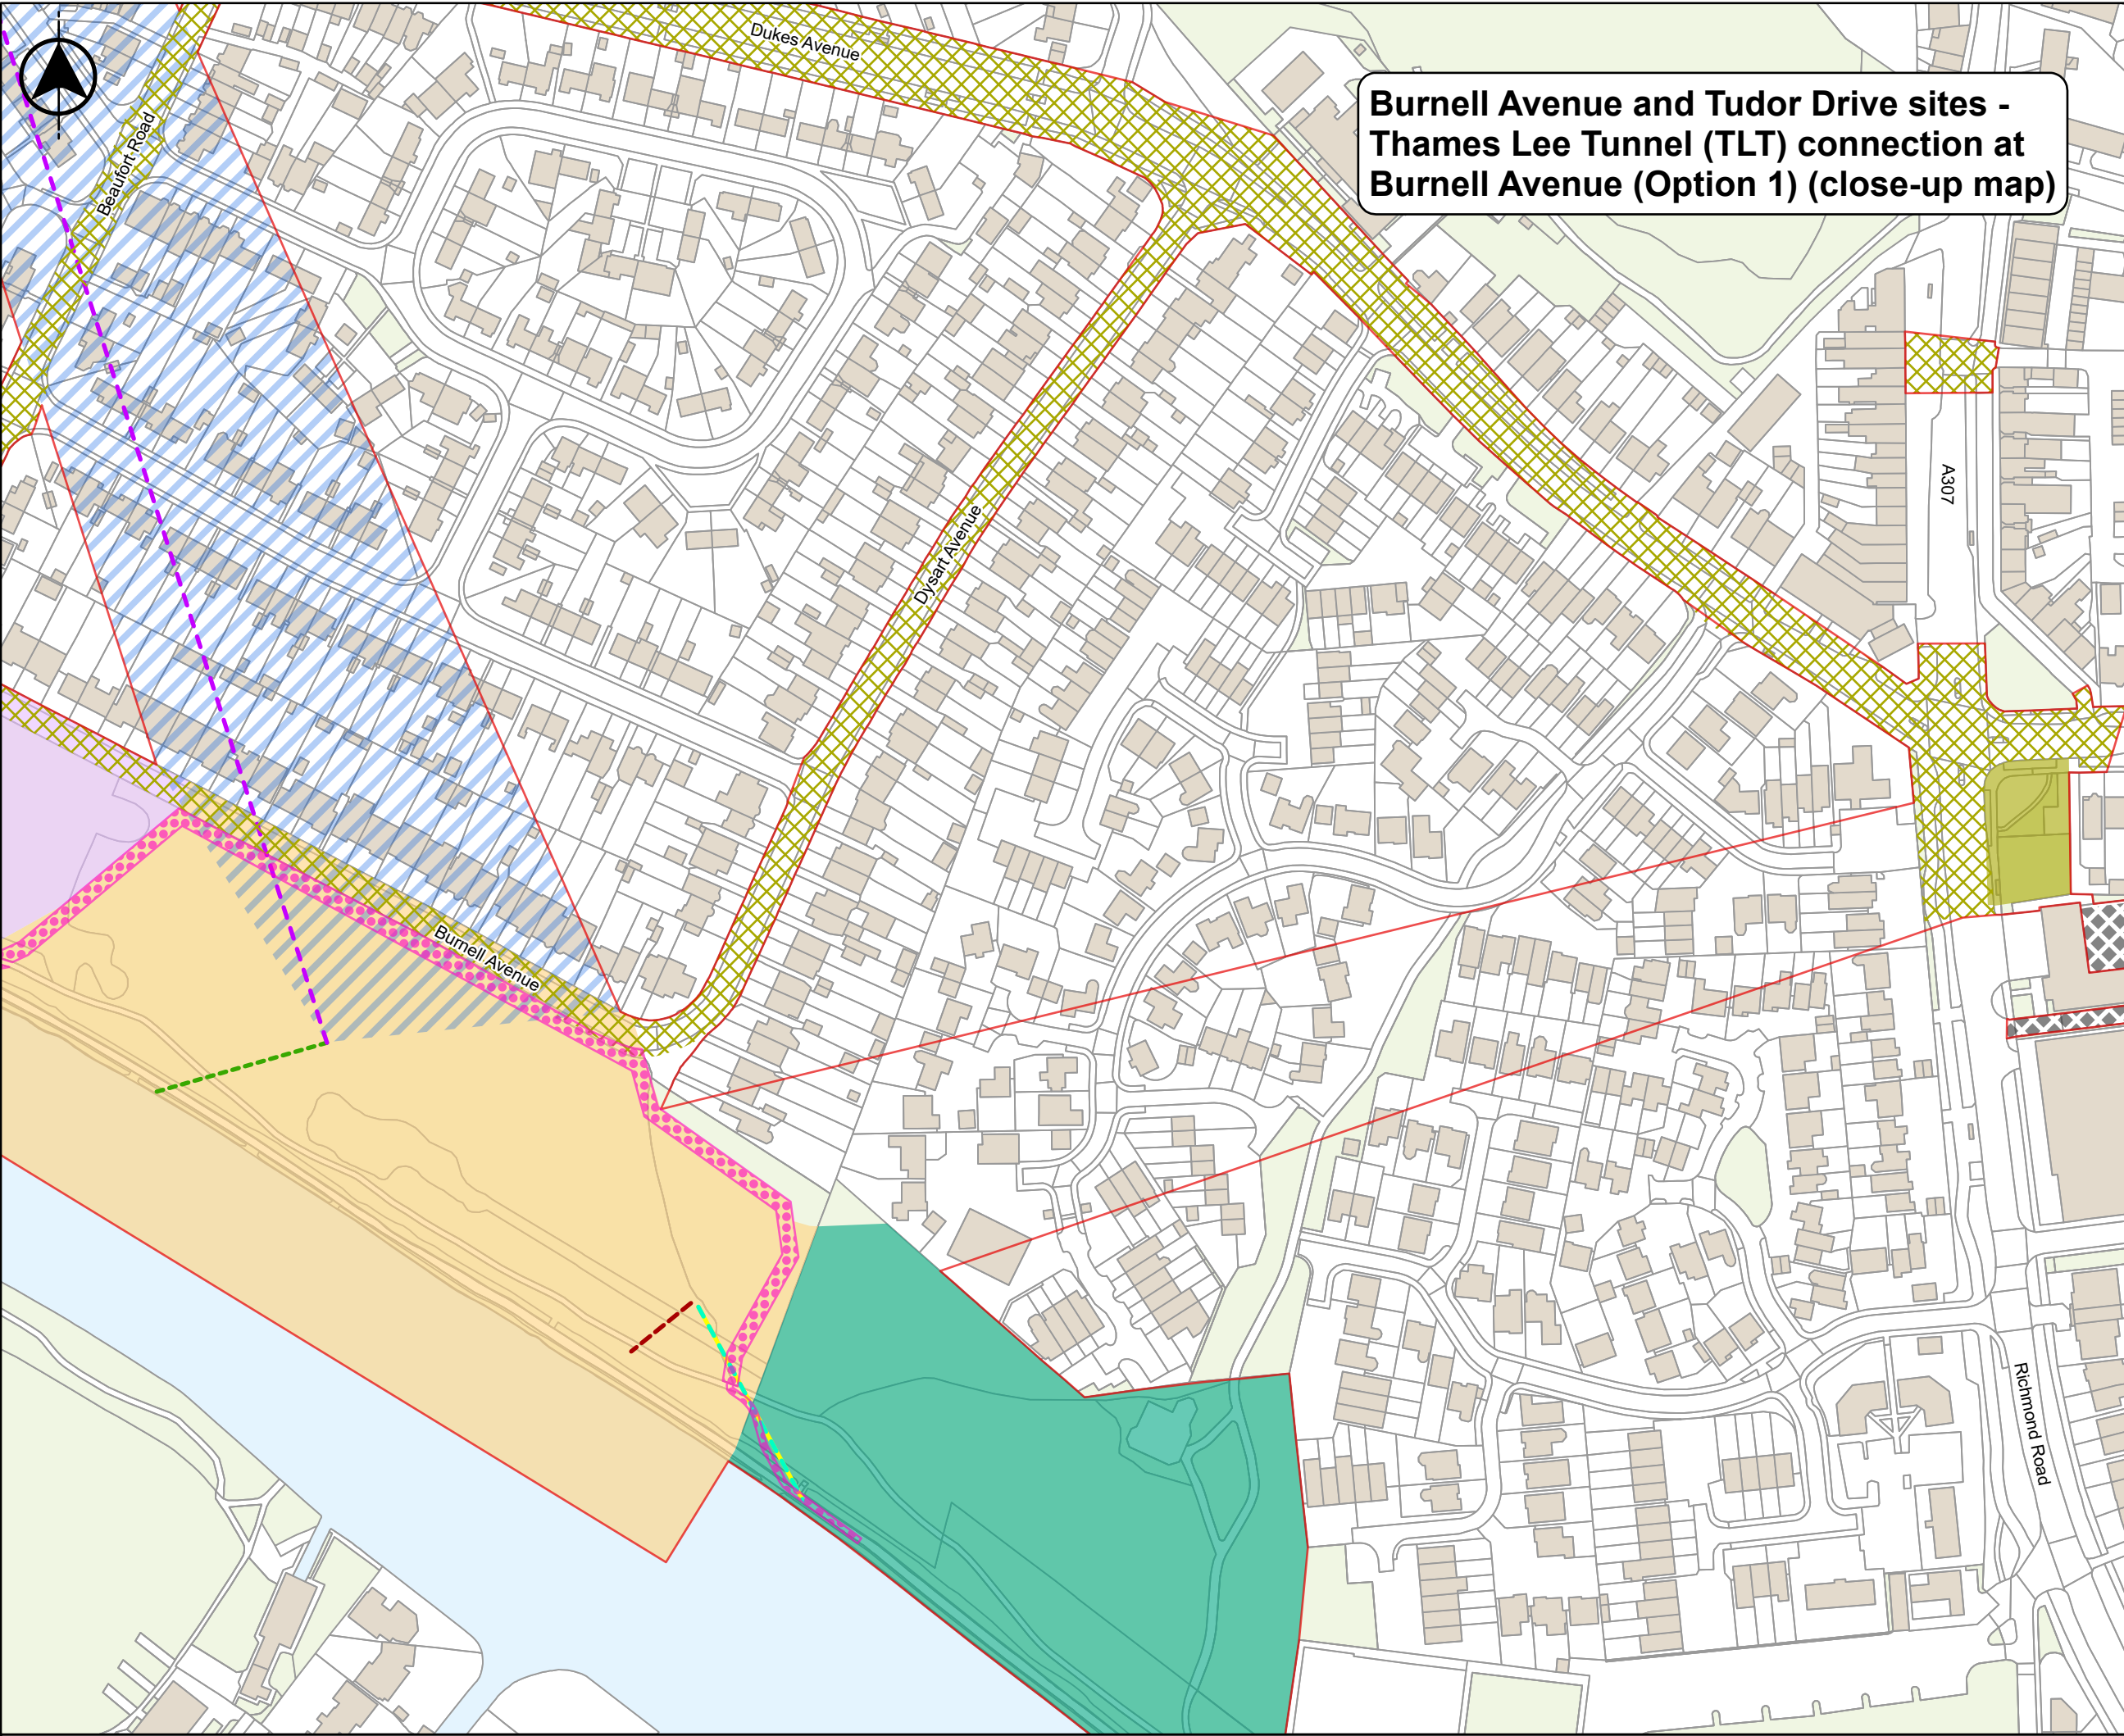 Dukes Avenue
Burnell Avenue and Tudor Drive sites -
Thames Lee Tunnel (TLT) connection at
Burnell Avenue (Option 1) (close-up map)
Beaufort Road
A307
Dysart Avenue
Burnell Avenue
Richmond Road